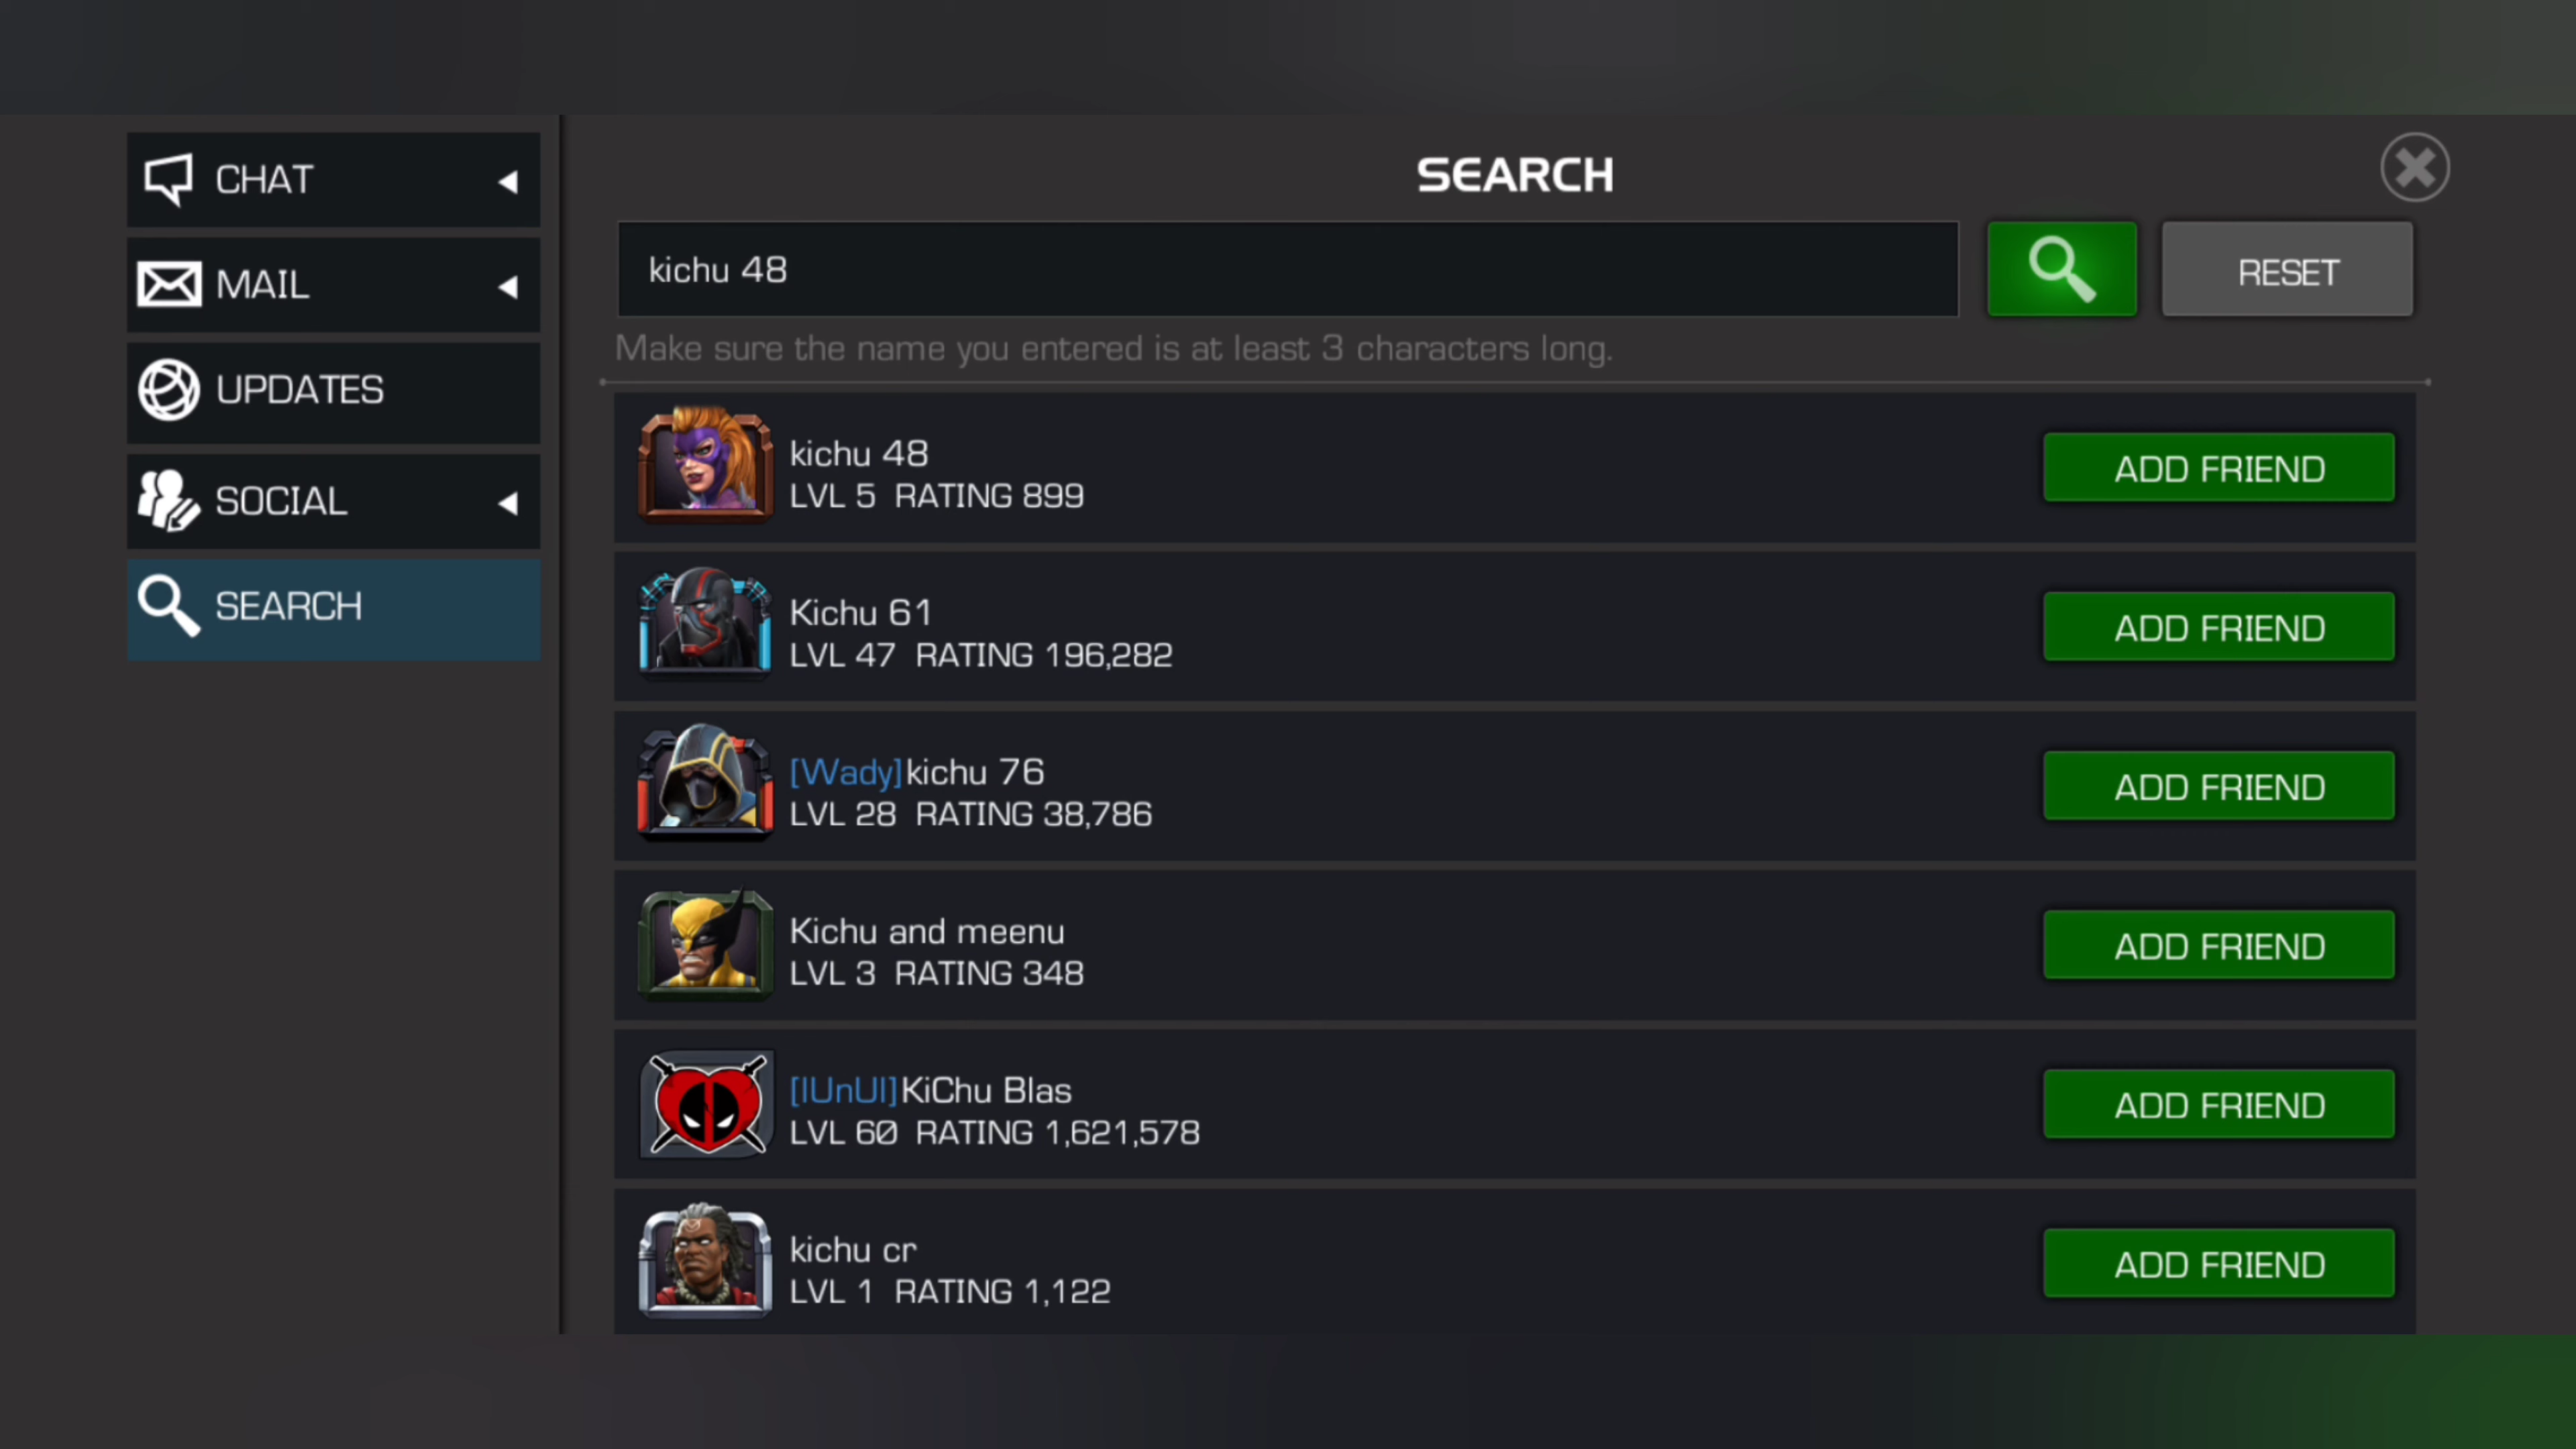 CHAT
MAIL
UPDATES
SOCIAL
SEARCH
SEARCH
kichu 48
RESET
Make sure the name you entered is at least 3 characters long.
kichu 48
LVL 5 RATING 899
ADD FRIEND
Kichu 61
LVL 47 RATING 196,282
ADD FRIEND
[Wady]kichu 76
LVL 28 RATING 38,786
ADD FRIEND
Kichu and meenu
LVL 3 RATING 348
ADD FRIEND
[IUnUI]KiChu Blas
LVL 60 RATING 1,621,578
ADD FRIEND
kichu cr
LVL 1 RATING 1,122
ADD FRIEND